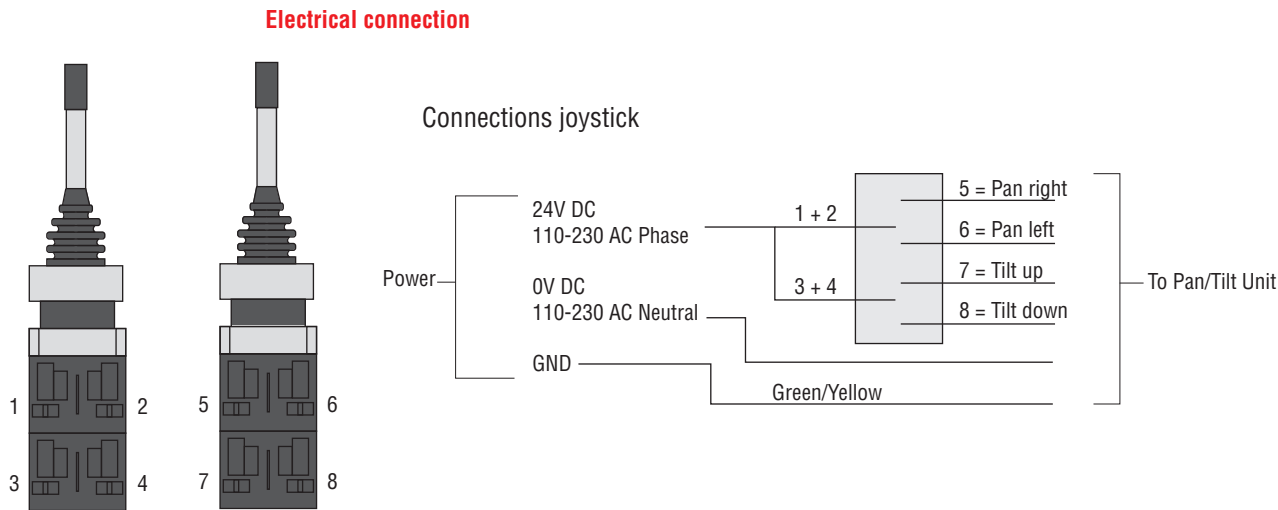 Electrical connection
Connections joystick
Power
24V DC
110-230 AC Phase
0V DC
110-230 AC Neutral
GND
1 + 2
3 + 4
5 = Pan right
6 = Pan left
7 = Tilt up
8 = Tilt down
Green/Yellow
To Pan/Tilt Unit
1
2
5
6
3
4
7
8